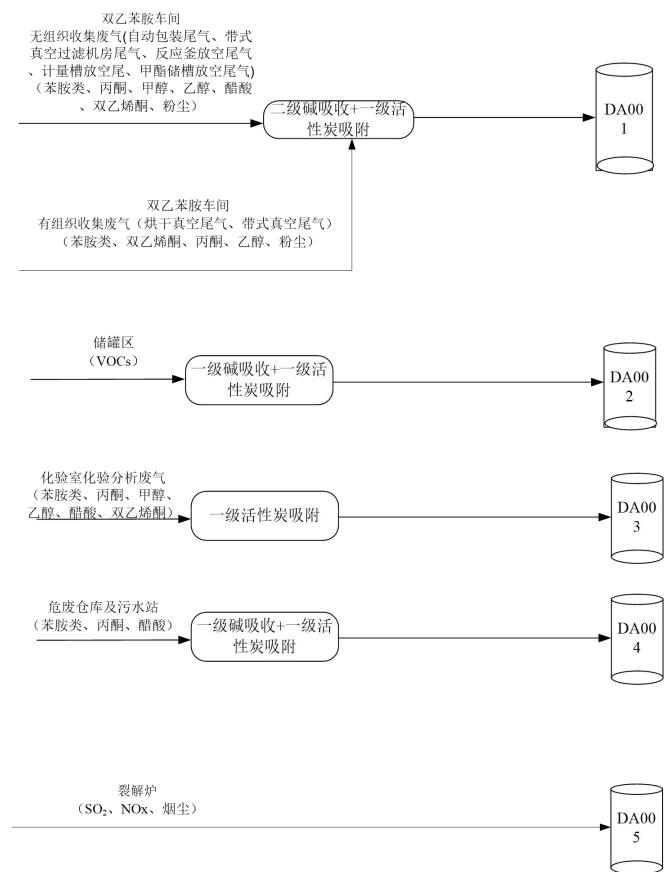 双乙苯胺车间
无组织收集废气(自动包装尾气、带式
真空过滤机房尾气、反应釜放空尾气
、计量槽放空尾、甲酯储槽放空尾气)
（苯胺类、丙酮、甲醇、乙醇、醋酸
、双乙烯酮、粉尘）
二级碱吸收+一级活
性炭吸附
DA00
1
双乙苯胺车间
有组织收集废气（烘干真空尾气、带式真空尾气）
（苯胺类、双乙烯酮、丙酮、乙醇、粉尘）
储罐区
（VOCs）
一级碱吸收+一级活
性炭吸附
DA00
2
化验室化验分析废气
（苯胺类、丙酮、甲醇、
乙醇、醋酸、双乙烯酮）
一级活性炭吸附
DA00
3
危废仓库及污水站
（苯胺类、丙酮、醋酸）
一级碱吸收+一级活
性炭吸附
DA00
4
裂解炉
（SO₂、NOx、烟尘）
DA00
5